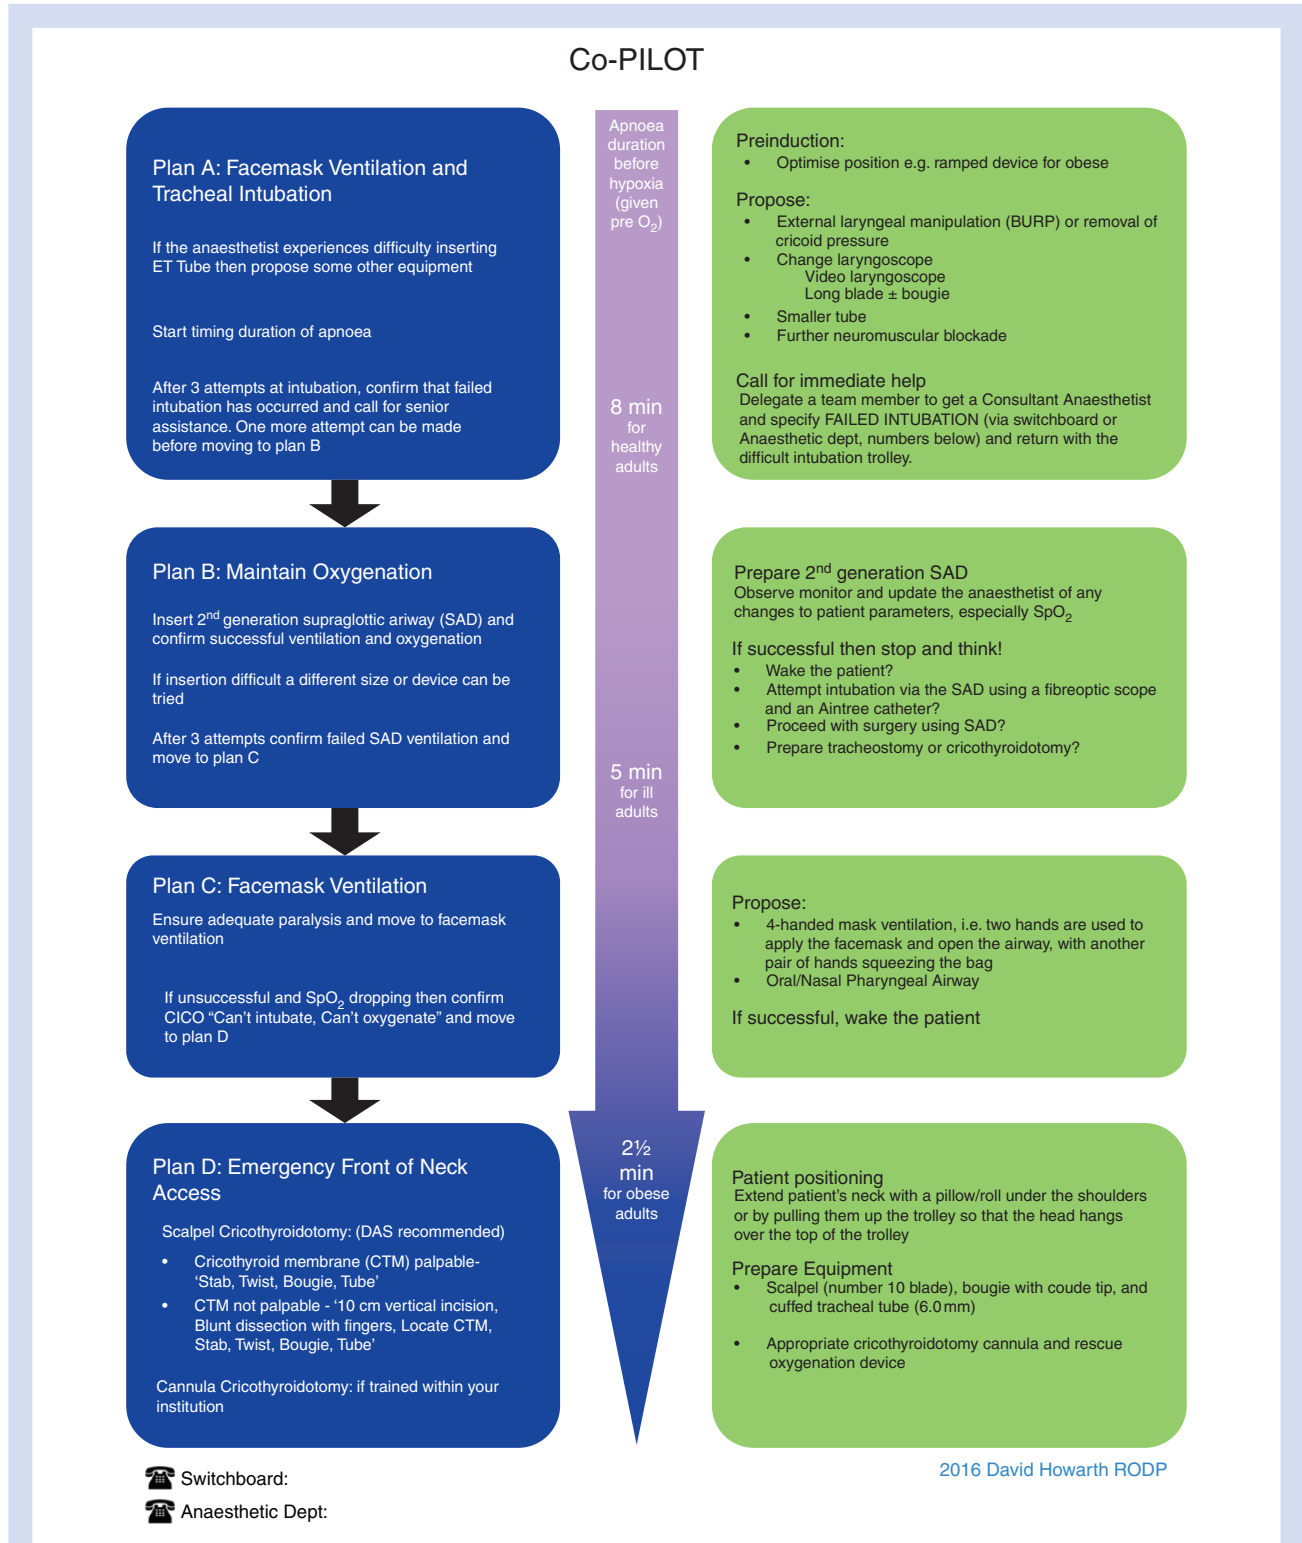 Co-PILOT
Plan A: Facemask Ventilation and
Tracheal Intubation
If the anaesthetist experiences difficulty inserting
ET Tube then propose some other equipment
Start timing duration of apnoea
After 3 attempts at intubation, confirm that failed
intubation has occurred and call for senior
assistance. One more attempt can be made
before moving to plan B
Apnoea
duration
before
hypoxia
(given
pre O2)
8 min
for
healthy
adults
Preinduction:
• Optimise position e.g. ramped device for obese
Propose:
• External laryngeal manipulation (BURP) or removal of
cricoid pressure
• Change laryngoscope
Video laryngoscope
Long blade ± bougie
• Smaller tube
• Further neuromuscular blockade
Call for immediate help
Delegate a team member to get a Consultant Anaesthetist
and specify FAILED INTUBATION (via switchboard or
Anaesthetic dept, numbers below) and return with the
difficult intubation trolley.
Plan B: Maintain Oxygenation
Insert 2nd generation supraglottic ariway (SAD) and
confirm successful ventilation and oxygenation
If insertion difficult a different size or device can be
tried
After 3 attempts confirm failed SAD ventilation and
move to plan C
5 min
for ill
adults
Prepare 2nd generation SAD
Observe monitor and update the anaesthetist of any
changes to patient parameters, especially SpO2
If successful then stop and think!
• Wake the patient?
• Attempt intubation via the SAD using a fibreoptic scope
and an Aintree catheter?
• Proceed with surgery using SAD?
• Prepare tracheostomy or cricothyroidotomy?
Plan C: Facemask Ventilation
Ensure adequate paralysis and move to facemask
ventilation
If unsuccessful and SpO2 dropping then confirm
CICO “Can’t intubate, Can’t oxygenate” and move
to plan D
Propose:
• 4-handed mask ventilation, i.e. two hands are used to
apply the facemask and open the airway, with another
pair of hands squeezing the bag
• Oral/Nasal Pharyngeal Airway
If successful, wake the patient
Plan D: Emergency Front of Neck
Access
Scalpel Cricothyroidotomy: (DAS recommended)
• Cricothyroid membrane (CTM) palpable-
‘Stab, Twist, Bougie, Tube’
• CTM not palpable - ‘10 cm vertical incision,
Blunt dissection with fingers, Locate CTM,
Stab, Twist, Bougie, Tube’
Cannula Cricothyroidotomy: if trained within your
institution
2½
min
for obese
adults
Patient positioning
Extend patient’s neck with a pillow/roll under the shoulders
or by pulling them up the trolley so that the head hangs
over the top of the trolley
Prepare Equipment
• Scalpel (number 10 blade), bougie with coude tip, and
cuffed tracheal tube (6.0 mm)
• Appropriate cricothyroidotomy cannula and rescue
oxygenation device
Switchboard:
Anaesthetic Dept:
2016 David Howarth RODP